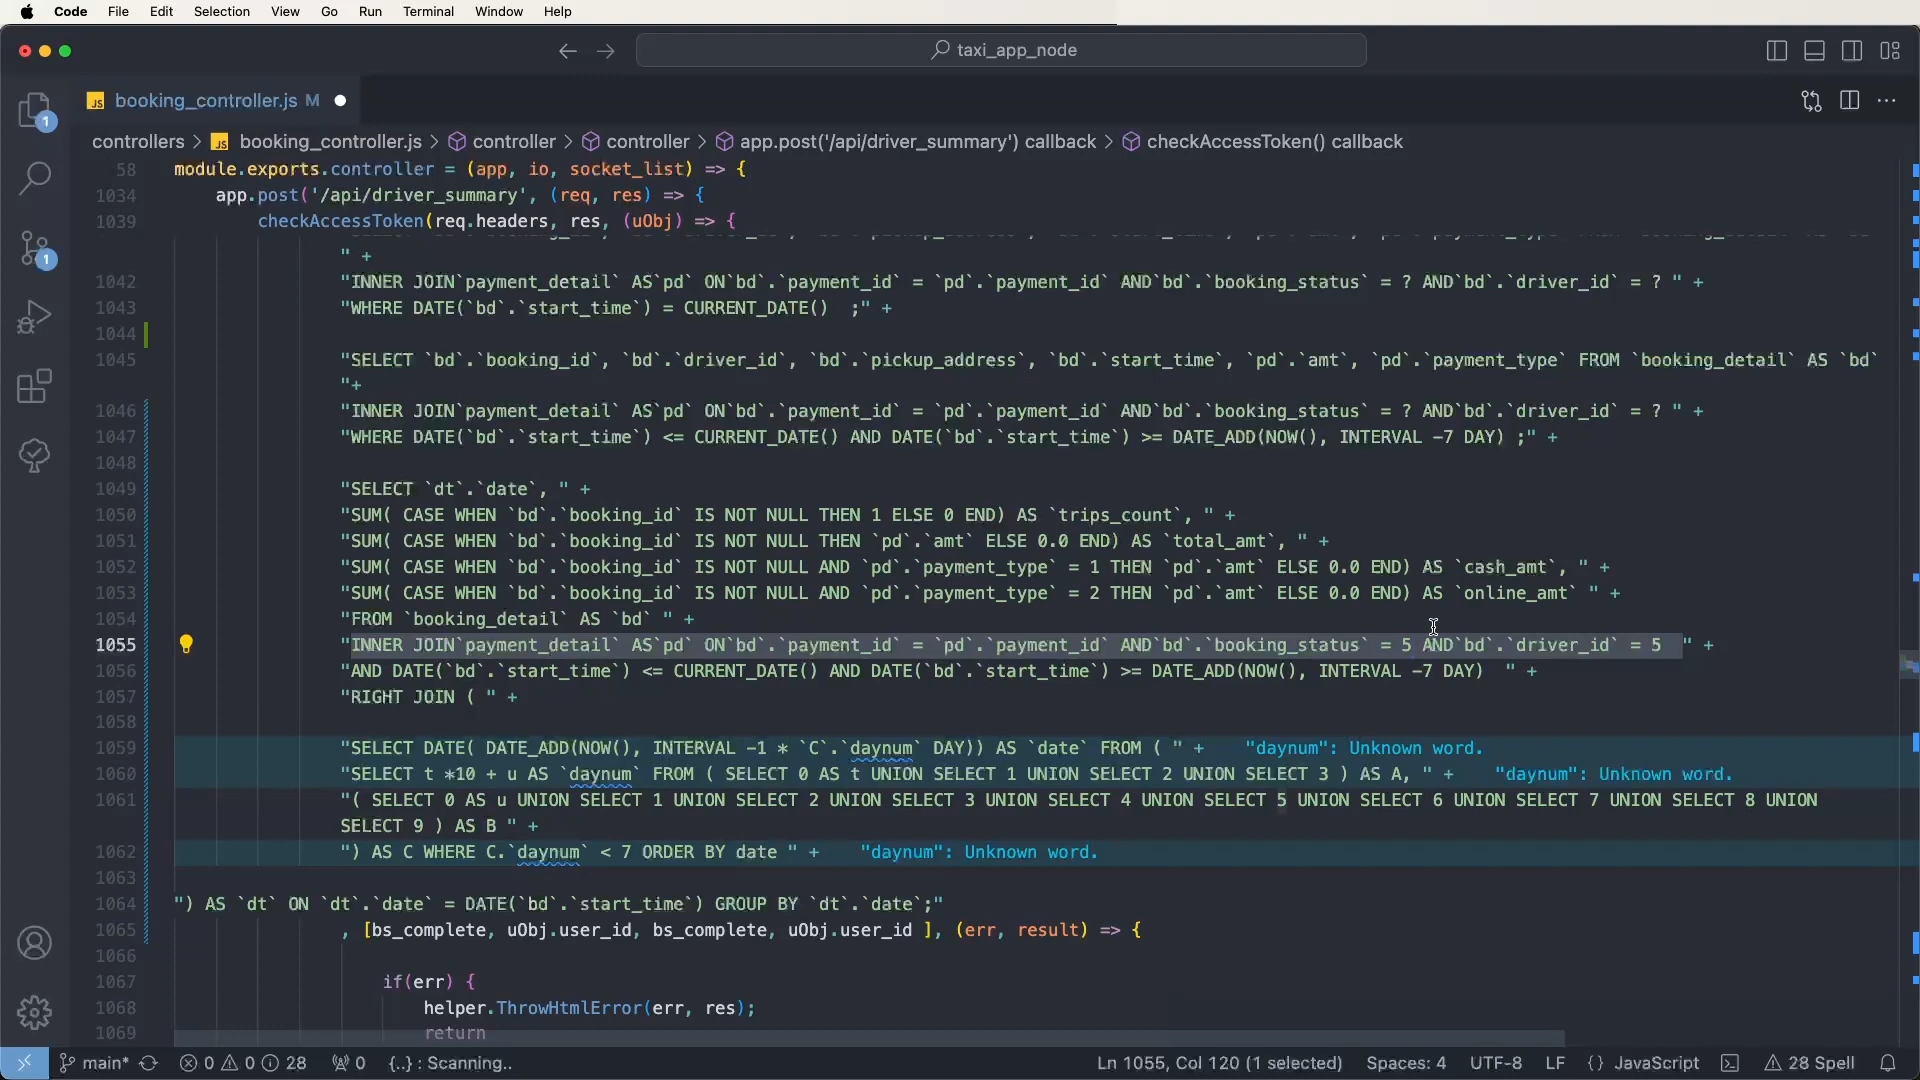 Code File Edit Selection View Go Run Terminal Window Help
taxi_app_node
JS booking_controller.js M
controllers > JS booking_controller.js > controller > controller > app.post('/api/driver_summary') callback > checkAccessToken() callback
58 module.exports.controller = (app, io, socket_list) => {
1034 app.post('/api/driver_summary', (req, res) => {
1039 checkAccessToken(req.headers, res, (uObj) => {
" +
1042 "INNER JOIN`payment_detail` AS`pd` ON`bd`.`payment_id` = `pd`.`payment_id` AND`bd`.`booking_status` = ? AND`bd`.`driver_id` = ? " +
1043 "WHERE DATE(`bd`.`start_time`) = CURRENT_DATE()  ;" +
1044
1045 "SELECT `bd`.`booking_id`, `bd`.`driver_id`, `bd`.`pickup_address`, `bd`.`start_time`, `pd`.`amt`, `pd`.`payment_type` FROM `booking_detail` AS `bd`
"+
1046 "INNER JOIN`payment_detail` AS`pd` ON`bd`.`payment_id` = `pd`.`payment_id` AND`bd`.`booking_status` = ? AND`bd`.`driver_id` = ? " +
1047 "WHERE DATE(`bd`.`start_time`) <= CURRENT_DATE() AND DATE(`bd`.`start_time`) >= DATE_ADD(NOW(), INTERVAL -7 DAY) ;" +
1048
1049 "SELECT `dt`.`date`, " +
1050 "SUM( CASE WHEN `bd`.`booking_id` IS NOT NULL THEN 1 ELSE 0 END) AS `trips_count`, " +
1051 "SUM( CASE WHEN `bd`.`booking_id` IS NOT NULL THEN `pd`.`amt` ELSE 0.0 END) AS `total_amt`, " +
1052 "SUM( CASE WHEN `bd`.`booking_id` IS NOT NULL AND `pd`.`payment_type` = 1 THEN `pd`.`amt` ELSE 0.0 END) AS `cash_amt`, " +
1053 "SUM( CASE WHEN `bd`.`booking_id` IS NOT NULL AND `pd`.`payment_type` = 2 THEN `pd`.`amt` ELSE 0.0 END) AS `online_amt` " +
1054 "FROM `booking_detail` AS `bd` " +
1055 "INNER JOIN`payment_detail` AS`pd` ON`bd`.`payment_id` = `pd`.`payment_id` AND`bd`.`booking_status` = 5 AND`bd`.`driver_id` = 5  " +
1056 "AND DATE(`bd`.`start_time`) <= CURRENT_DATE() AND DATE(`bd`.`start_time`) >= DATE_ADD(NOW(), INTERVAL -7 DAY)  " +
1057 "RIGHT JOIN ( " +
1058
1059 "SELECT DATE( DATE_ADD(NOW(), INTERVAL -1 * `C`.`daynum` DAY)) AS `date` FROM ( " + "daynum": Unknown word.
1060 "SELECT t *10 + u AS `daynum` FROM ( SELECT 0 AS t UNION SELECT 1 UNION SELECT 2 UNION SELECT 3 ) AS A, " + "daynum": Unknown word.
1061 "( SELECT 0 AS u UNION SELECT 1 UNION SELECT 2 UNION SELECT 3 UNION SELECT 4 UNION SELECT 5 UNION SELECT 6 UNION SELECT 7 UNION SELECT 8 UNION
SELECT 9 ) AS B " +
1062 ") AS C WHERE C.`daynum` < 7 ORDER BY date " + "daynum": Unknown word.
1063
1064 ") AS `dt` ON `dt`.`date` = DATE(`bd`.`start_time`) GROUP BY `dt`.`date`;"
1065 , [bs_complete, uObj.user_id, bs_complete, uObj.user_id ], (err, result) => {
1066
1067 if(err) {
1068 helper.ThrowHtmlError(err, res);
1069 return
main* 0 0 28 0 {..} : Scanning.. Ln 1055, Col 120 (1 selected) Spaces: 4 UTF-8 LF {} JavaScript 28 Spell